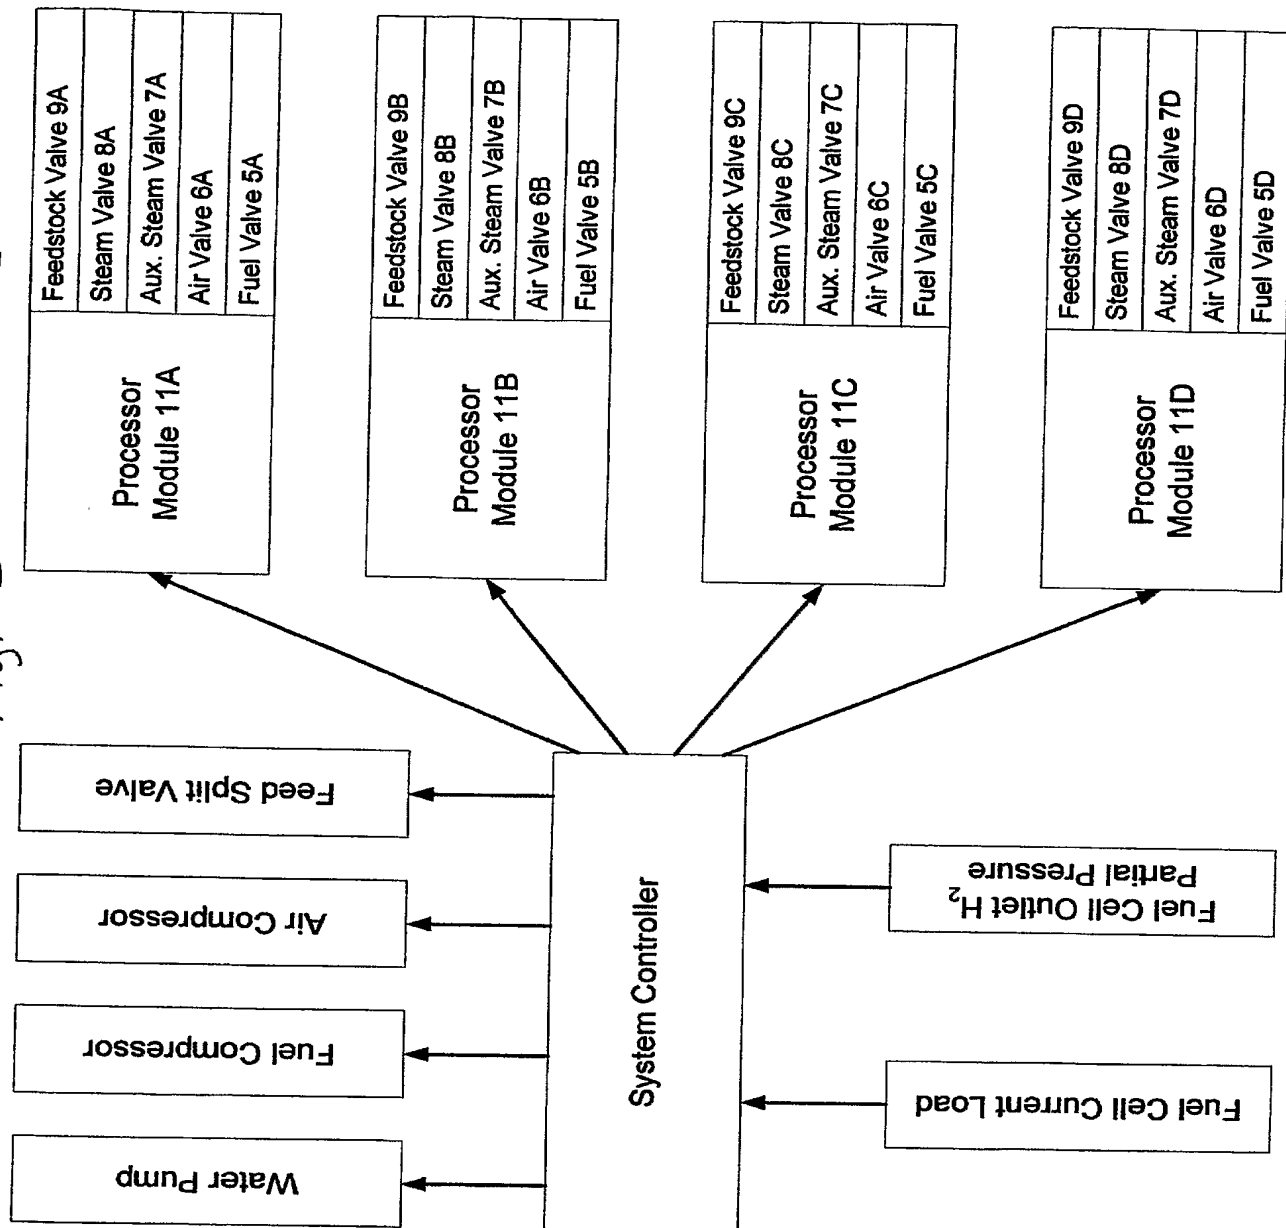 Feedstock Valve 9A
Steam Valve 8A
Aux. Steam Valve 7A
Air Valve 6A
Fuel Valve 5A
Processor
Module 11A
Feedstock Valve 9B
Steam Valve 8B
Aux. Steam Valve 7B
Air Valve 6B
Fuel Valve 5B
Processor
Module 11B
Feedstock Valve 9C
Steam Valve 8C
Aux. Steam Valve 7C
Air Valve 6C
Fuel Valve 5C
Processor
Module 11C
Feedstock Valve 9D
Steam Valve 8D
Aux. Steam Valve 7D
Air Valve 6D
Fuel Valve 5D
Processor
Module 11D
Feed Split Valve
Air Compressor
Fuel Compressor
Water Pump
System Controller
Fuel Cell Outlet H₂
Partial Pressure
Fuel Cell Current Load